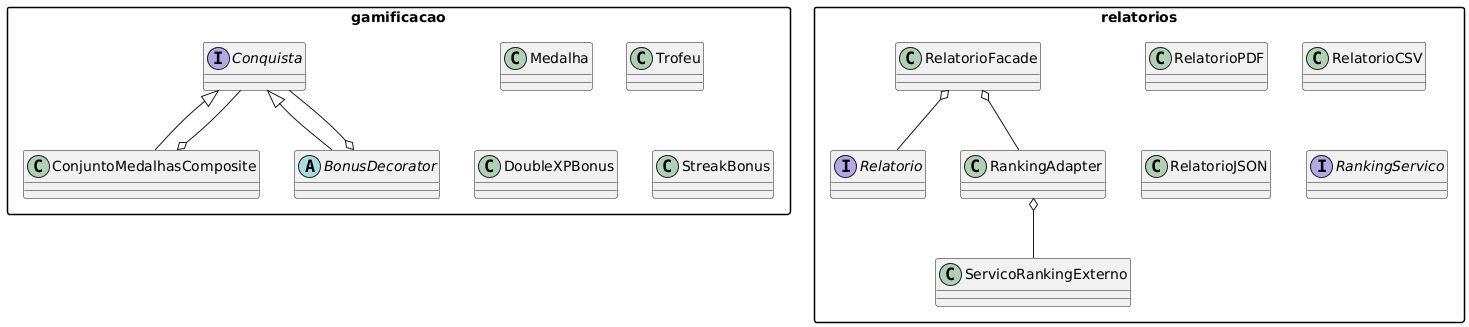 gamificacao
I Conquista
C Medalha
C Trofeu
C ConjuntoMedalhasComposite
A BonusDecorator
C DoubleXPBonus
C StreakBonus
relatorios
C RelatorioFacade
C RelatorioPDF
C RelatorioCSV
I Relatorio
C RankingAdapter
C RelatorioJSON
I RankingServico
C ServicoRankingExterno